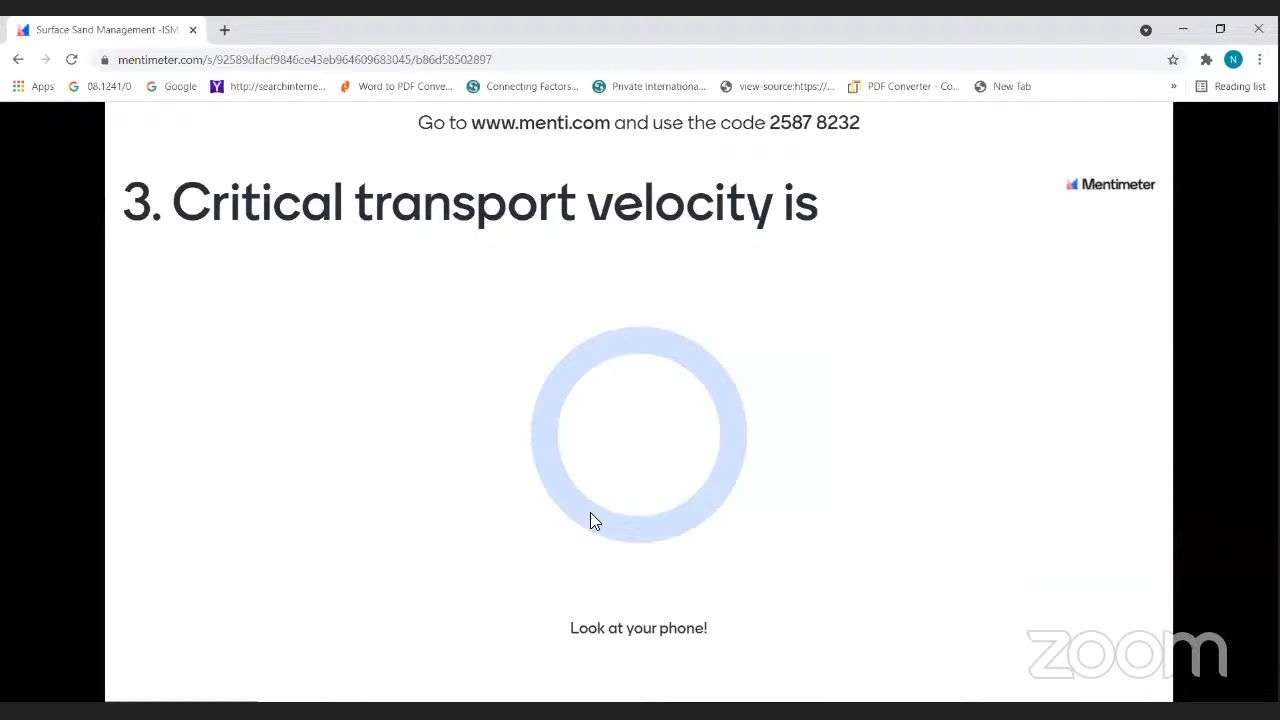 Surface Sand Management -ISM
mentimeter.com/s/92589dfacf9846ce43eb964609683045/b86d58502897
N
Apps
08.1241/0
Google
http://searchinterne...
Word to PDF Conve...
Connecting Factors...
Private Internationa...
view-source:https://...
PDF Converter - Co...
New Tab
»
Reading list
Go to www.menti.com and use the code 2587 8232
3. Critical transport velocity is
Mentimeter
Look at your phone!
zoom